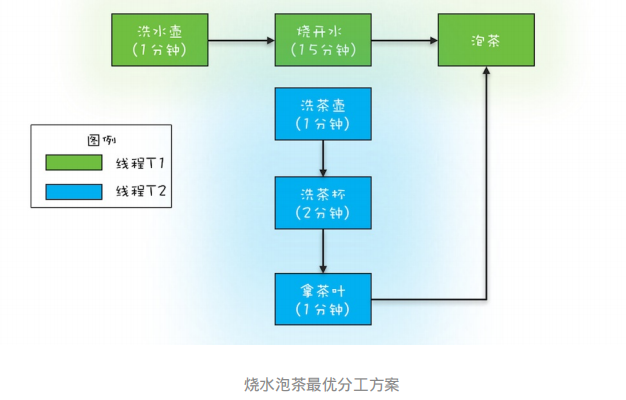 洗水壶
(1分钟)
烧开水
(15分钟)
泡茶
洗茶壶
(1分钟)
图例
线程T1
线程T2
洗茶杯
(2分钟)
拿茶叶
(1分钟)
烧水泡茶最优分工方案